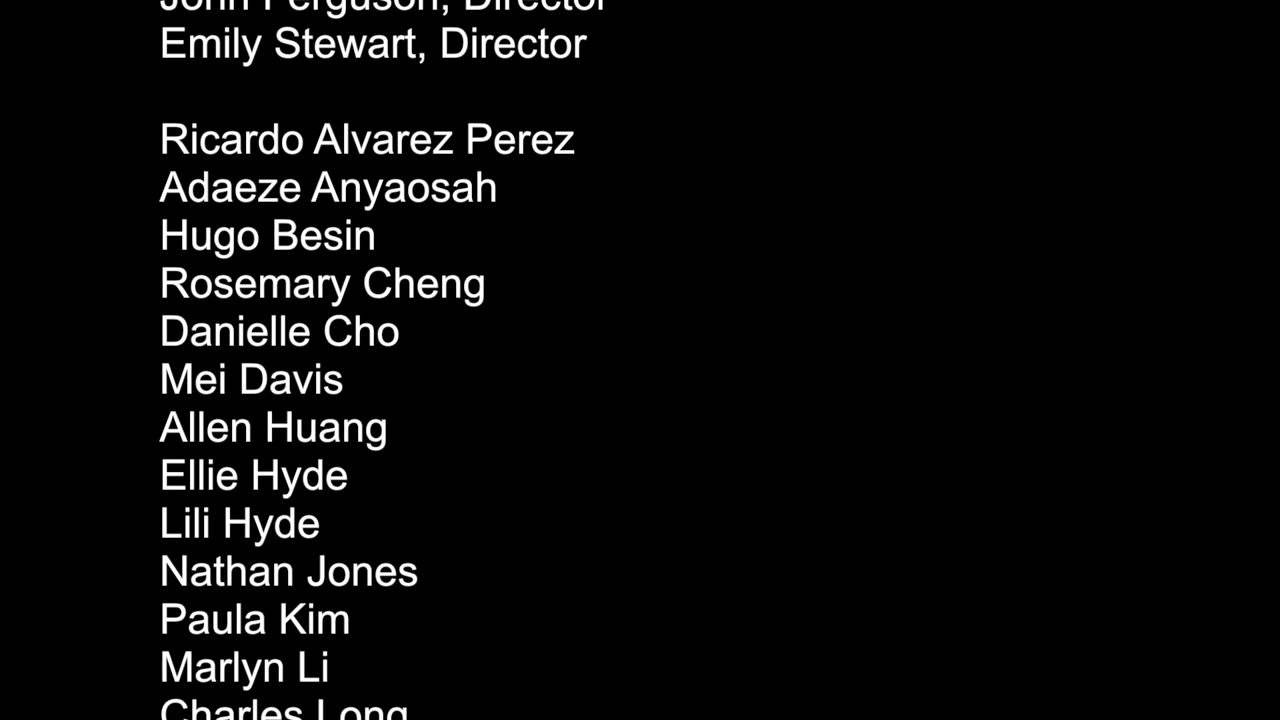 John Ferguson, Director
Emily Stewart, Director
Ricardo Alvarez Perez
Adaeze Anyaosah
Hugo Besin
Rosemary Cheng
Danielle Cho
Mei Davis
Allen Huang
Ellie Hyde
Lili Hyde
Nathan Jones
Paula Kim
Marlyn Li
Charles Long